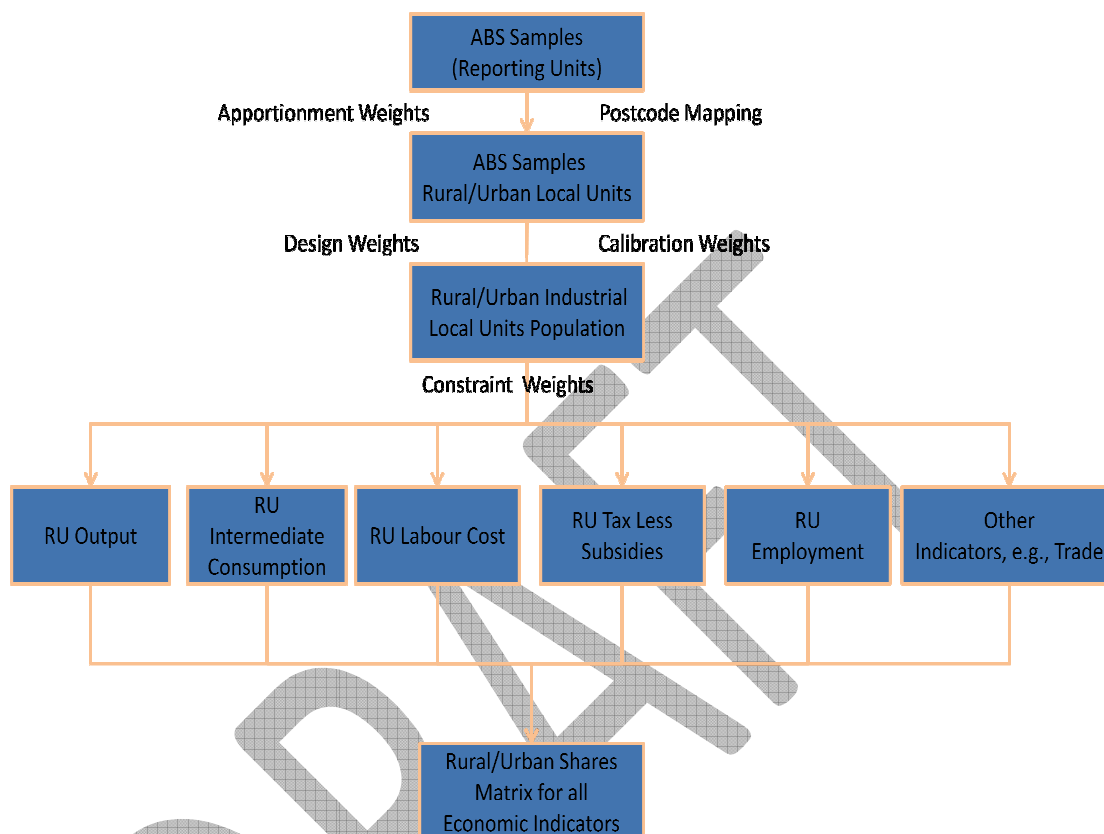 ABS Samples
(Reporting Units)
Apportionment Weights
Postcode Mapping
ABS Samples
Rural/Urban Local Units
Design Weights
Calibration Weights
Rural/Urban Industrial
Local Units Population
Constraint Weights
RU Output
RU
Intermediate
Consumption
RU Labour Cost
RU Tax Less
Subsidies
RU
Employment
Other
Indicators, e.g., Trade
Rural/Urban Shares
Matrix for all
Economic Indicators
DRAFT